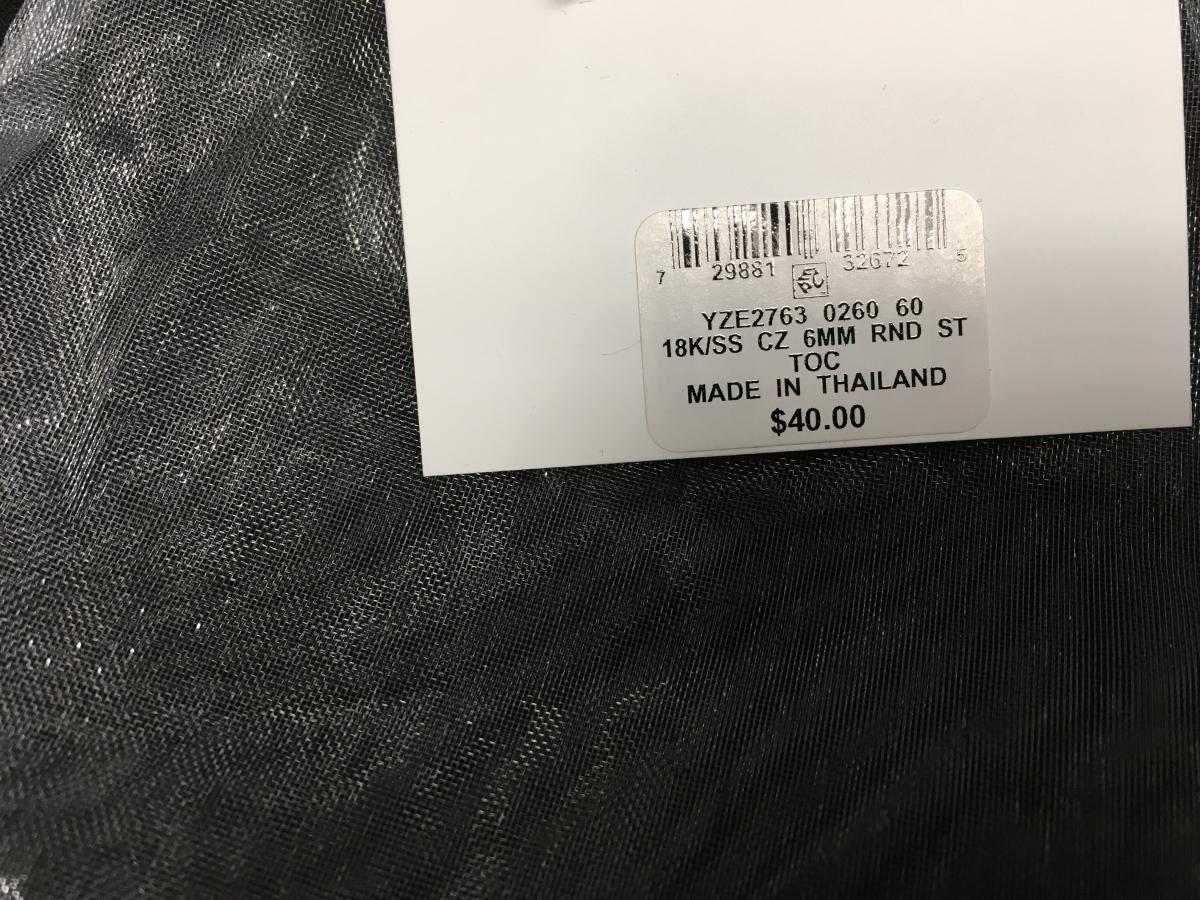 7 29881 32672 5
YZE2763 0260 60
18K/SS CZ 6MM RND ST
TOC
MADE IN THAILAND
$40.00